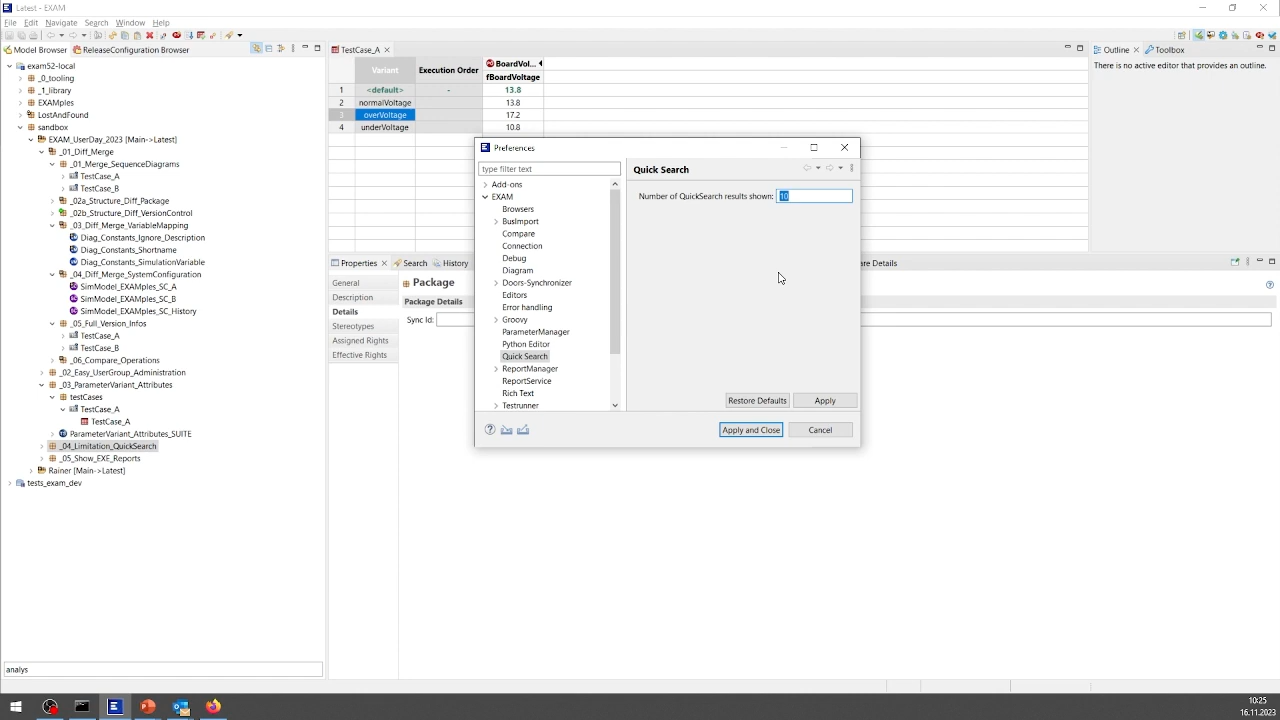 Latest - EXAM
File Edit Navigate Search Window Help
Model Browser
ReleaseConfiguration Browser
exam52-local
_0_tooling
_1_library
EXAMples
LostAndFound
sandbox
EXAM_UserDay_2023 [Main->Latest]
_01_Diff_Merge
_01_Merge_SequenceDiagrams
TestCase_A
TestCase_B
_02a_Structure_Diff_Package
_02b_Structure_Diff_VersionControl
_03_Diff_Merge_VariableMapping
Diag_Constants_Ignore_Description
Diag_Constants_Shortname
Diag_Constants_SimulationVariable
_04_Diff_Merge_SystemConfiguration
SimModel_EXAMples_SC_A
SimModel_EXAMples_SC_B
SimModel_EXAMples_SC_History
_05_Full_Version_Infos
TestCase_A
TestCase_B
_06_Compare_Operations
_02_Easy_UserGroup_Administration
_03_ParameterVariant_Attributes
testCases
TestCase_A
TestCase_A
ParameterVariant_Attributes_SUITE
_04_Limitation_QuickSearch
_05_Show_EXE_Reports
Rainer [Main->Latest]
tests_exam_dev
analys
TestCase_A
Variant Execution Order BoardVol...
fBoardVoltage
1 <default> - 13.8
2 normalVoltage 13.8
3 overVoltage 17.2
4 underVoltage 10.8
Outline
Toolbox
There is no active editor that provides an outline.
Properties
Search
History
are Details
General
Description
Details
Stereotypes
Assigned Rights
Effective Rights
Package
Package Details
Sync Id:
Preferences
type filter text
Add-ons
EXAM
Browsers
BusImport
Compare
Connection
Debug
Diagram
Doors-Synchronizer
Editors
Error handling
Groovy
ParameterManager
Python Editor
Quick Search
ReportManager
ReportService
Rich Text
Testrunner
Quick Search
Number of QuickSearch results shown: 10
Restore Defaults
Apply
Apply and Close
Cancel
10:25
16.11.2023